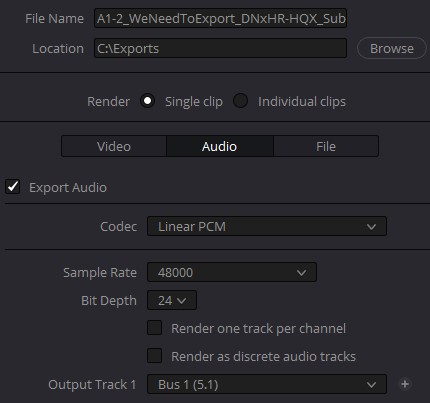 File Name A1-2_WeNeedToExport_DNxHR-HQX_Sub
Location C:\Exports Browse
Render Single clip Individual clips
Video Audio File
Export Audio
Codec Linear PCM
Sample Rate 48000
Bit Depth 24
Render one track per channel
Render as discrete audio tracks
Output Track 1 Bus 1 (5.1)